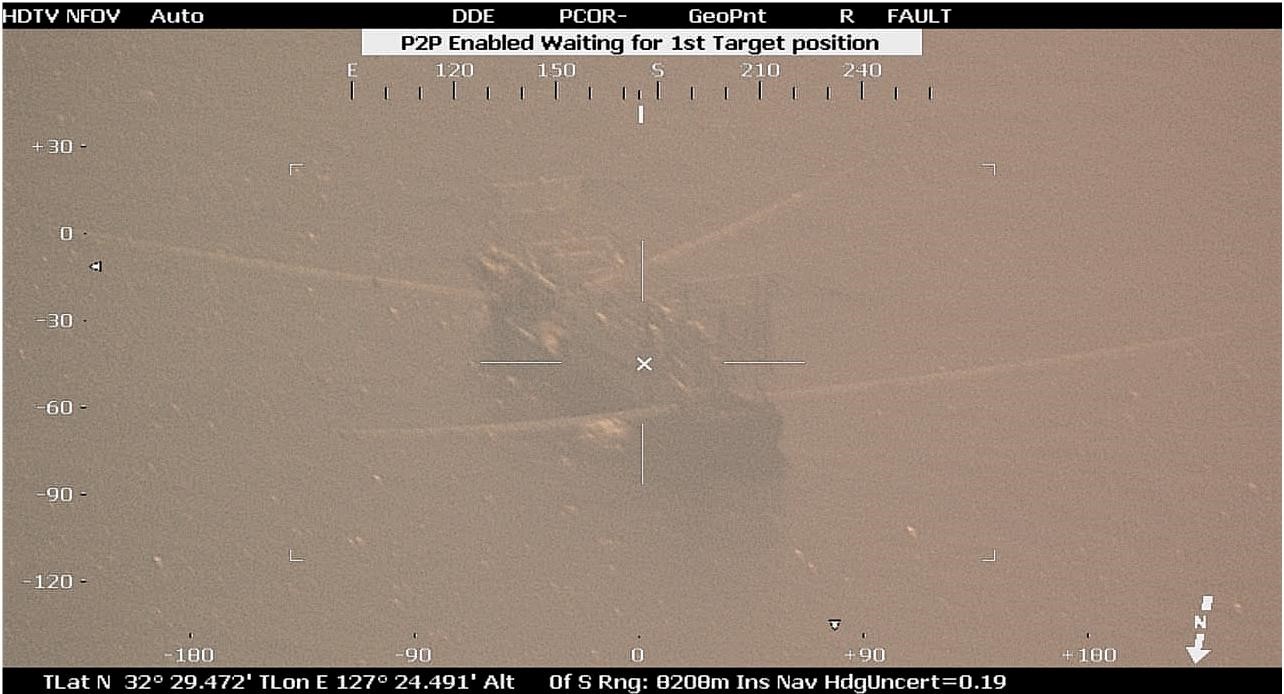 HDTV NFOV Auto DDE PCOR- GeoPnt R FAULT
P2P Enabled Waiting for 1st Target position
E 120 150 S 210 240
+30
0
-30
-60
-90
-120
N
-180 -90 0 +90 +180
TLat N 32° 29.472' TLon E 127° 24.491' Alt 0f S Rng: 8208m Ins Nav HdgUncert=0.19